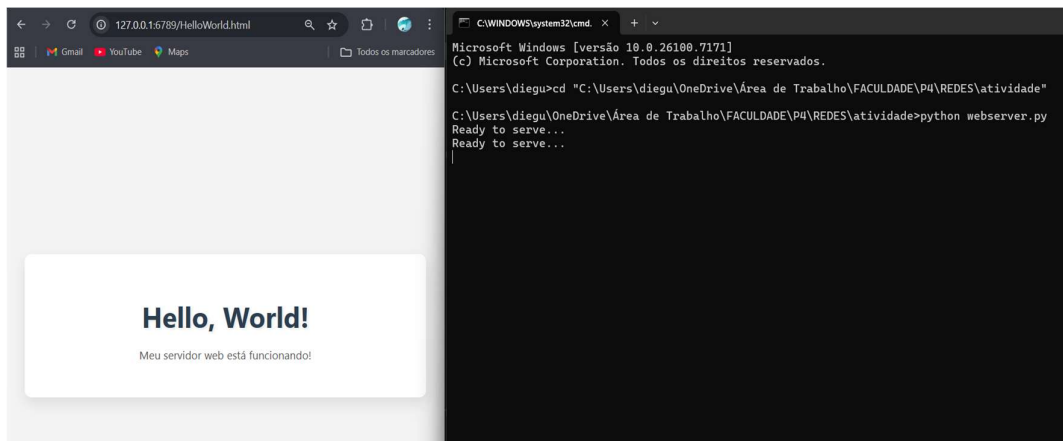 127.0.0.1:6789/HelloWorld.html
Gmail YouTube Maps Todos os marcadores
Hello, World!
Meu servidor web está funcionando!
C:\WINDOWS\system32\cmd.
Microsoft Windows [versão 10.0.26100.7171]
(c) Microsoft Corporation. Todos os direitos reservados.
C:\Users\diegu>cd "C:\Users\diegu\OneDrive\Área de Trabalho\FACULDADE\P4\REDES\atividade"
C:\Users\diegu\OneDrive\Área de Trabalho\FACULDADE\P4\REDES\atividade>python webserver.py
Ready to serve...
Ready to serve...